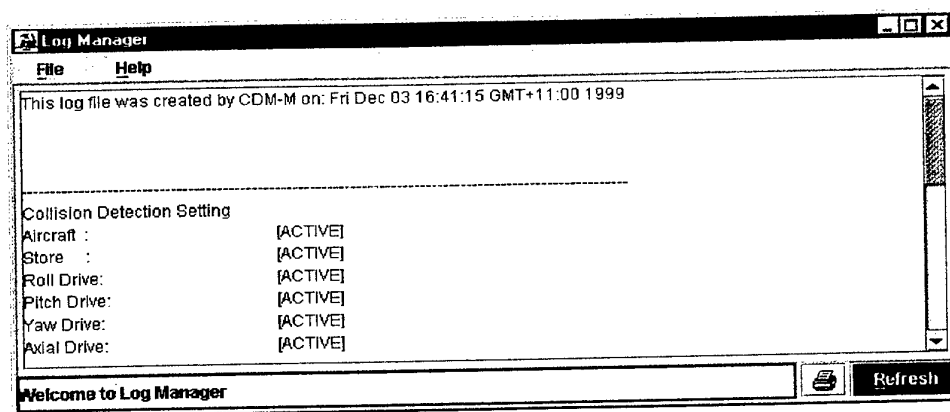 Log Manager
File Help
This log file was created by CDM-M on: Fri Dec 03 16:41:15 GMT+11:00 1999
--------------------------------------------------------------------------------
Collision Detection Setting
Aircraft : [ACTIVE]
Store : [ACTIVE]
Roll Drive: [ACTIVE]
Pitch Drive: [ACTIVE]
Yaw Drive: [ACTIVE]
Axial Drive: [ACTIVE]
Welcome to Log Manager
Refresh